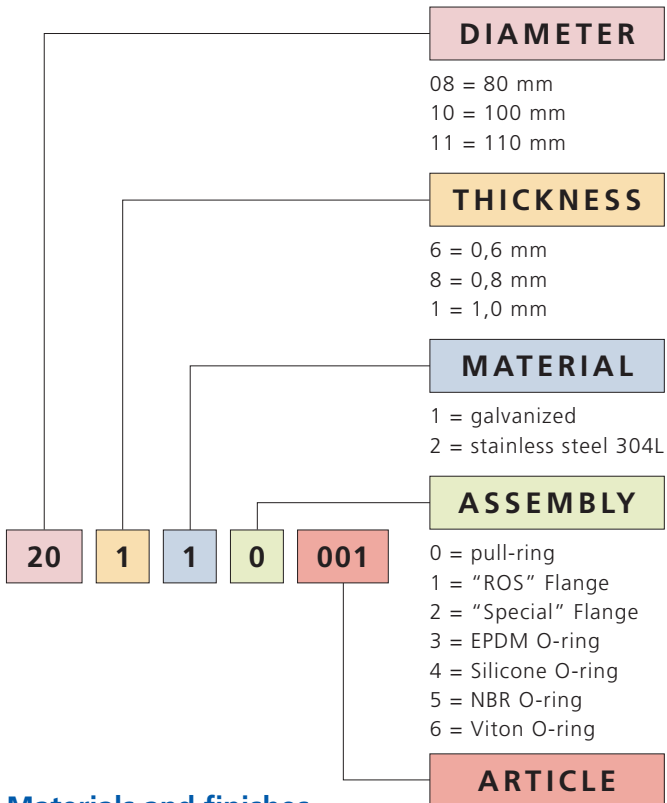 DIAMETER
08 = 80 mm
10 = 100 mm
11 = 110 mm
THICKNESS
6 = 0,6 mm
8 = 0,8 mm
1 = 1,0 mm
MATERIAL
1 = galvanized
2 = stainless steel 304L
ASSEMBLY
20 1 1 0 001
0 = pull-ring
1 = “ROS” Flange
2 = “Special” Flange
3 = EPDM O-ring
4 = Silicone O-ring
5 = NBR O-ring
6 = Viton O-ring
ARTICLE
Materials and finishes